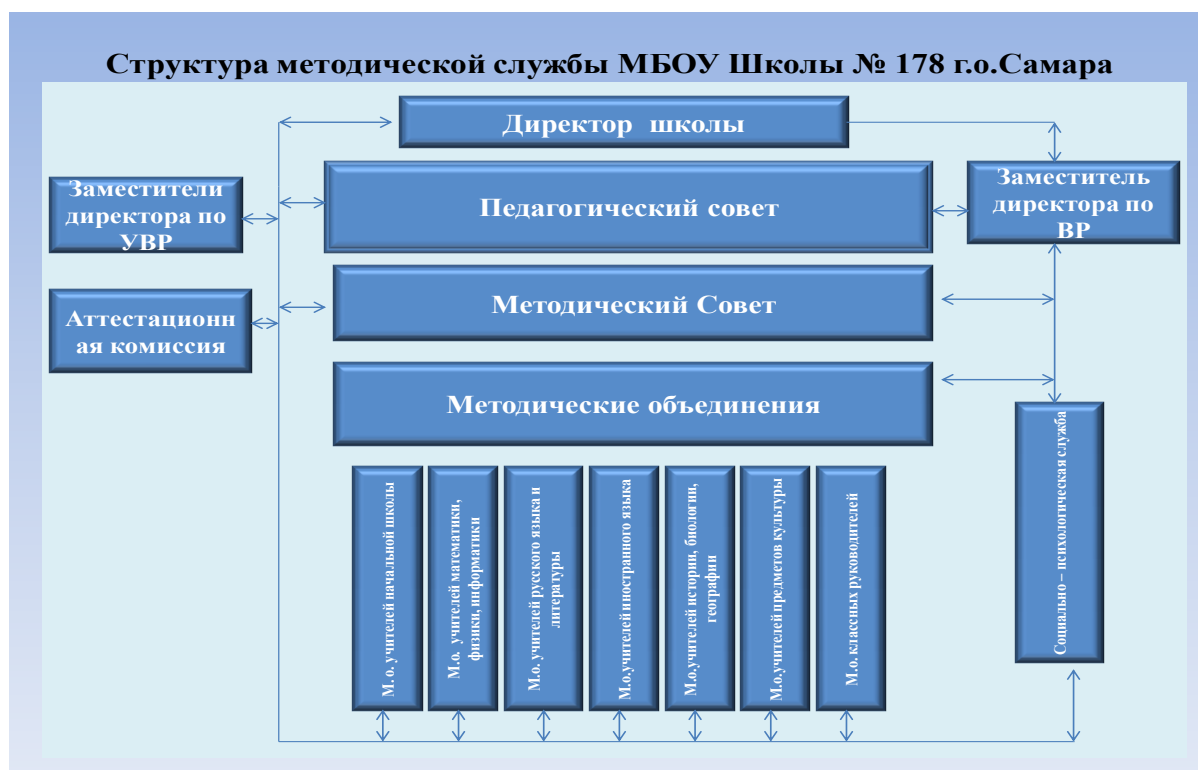 Структура методической службы МБОУ Школы № 178 г.о.Самара
Директор школы
Заместители
директора по
УВР
Педагогический совет
Заместитель
директора по
ВР
Аттестационн
ая комиссия
Методический Совет
Методические объединения
М. о. учителей начальной школы
М.о. учителей математики,
физики, информатики
М.о. учителей русского языка и
литературы
М.о.учителей иностранного языка
М.о.учителей истории, биологии,
географии
М.о.учителей предметов культуры
М.о. классных руководителей
Социально – психологическая служба